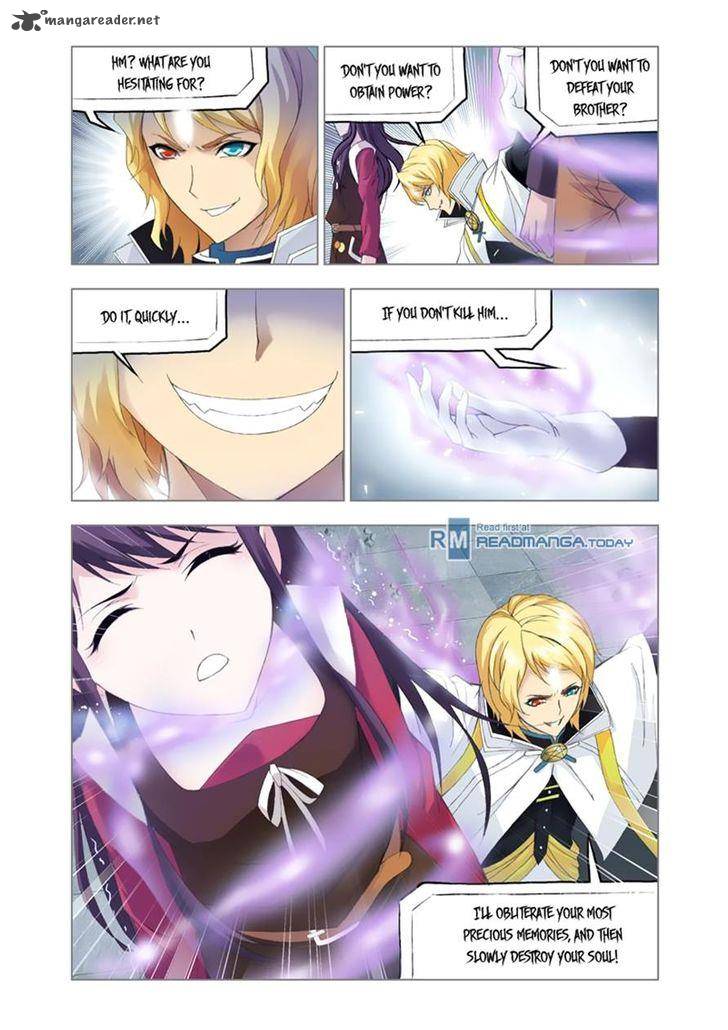 mangareader.net
HM? WHAT ARE YOU
HESITATING FOR?
DON'T YOU WANT TO
OBTAIN POWER?
DON'T YOU
WANT TO
DEFEAT YOUR
BROTHER?
DO IT, QUICKLY...
IF YOU DON'T KILL HIM...
Read first at
RM READMANGA.TODAY
I'LL OBLITERATE YOUR MOST
PRECIOUS MEMORIES, AND THEN
SLOWLY DESTROY YOUR SOUL!